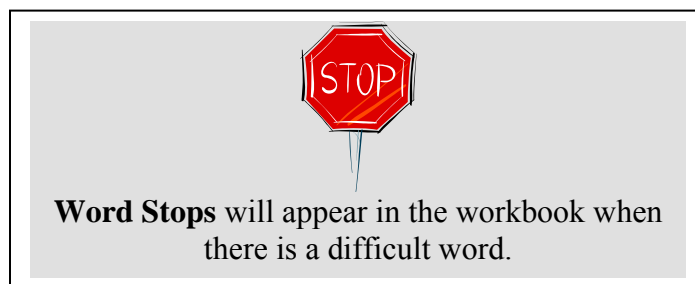 STOP
Word Stops will appear in the workbook when
there is a difficult word.